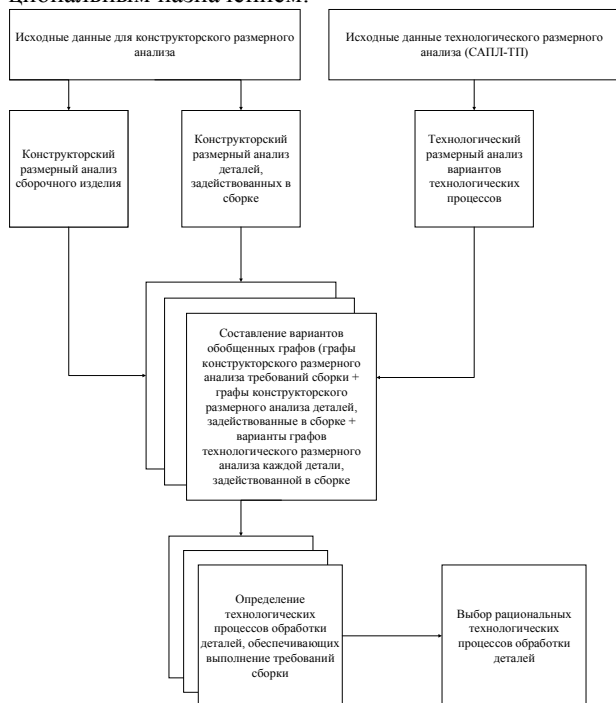 циональным назначением.
Исходные данные для конструкторского размерного
анализа
Исходные данные технологического размерного
анализа (САПЛ-ТП)
Конструкторский
размерный анализ
сборочного изделия
Конструкторский
размерный анализ
деталей,
задействованных в
сборке
Технологический
размерный анализ
вариантов
технологических
процессов
Составление вариантов
обобщенных графов (графы
конструкторского размерного
анализа требований сборки +
графы конструкторского
размерного анализа деталей,
задействованные в сборке +
варианты графов
технологического размерного
анализа каждой детали,
задействованной в сборке
Определение
технологических
процессов обработки
деталей, обеспечивающих
выполнение требований
сборки
Выбор рациональных
технологических
процессов обработки
деталей